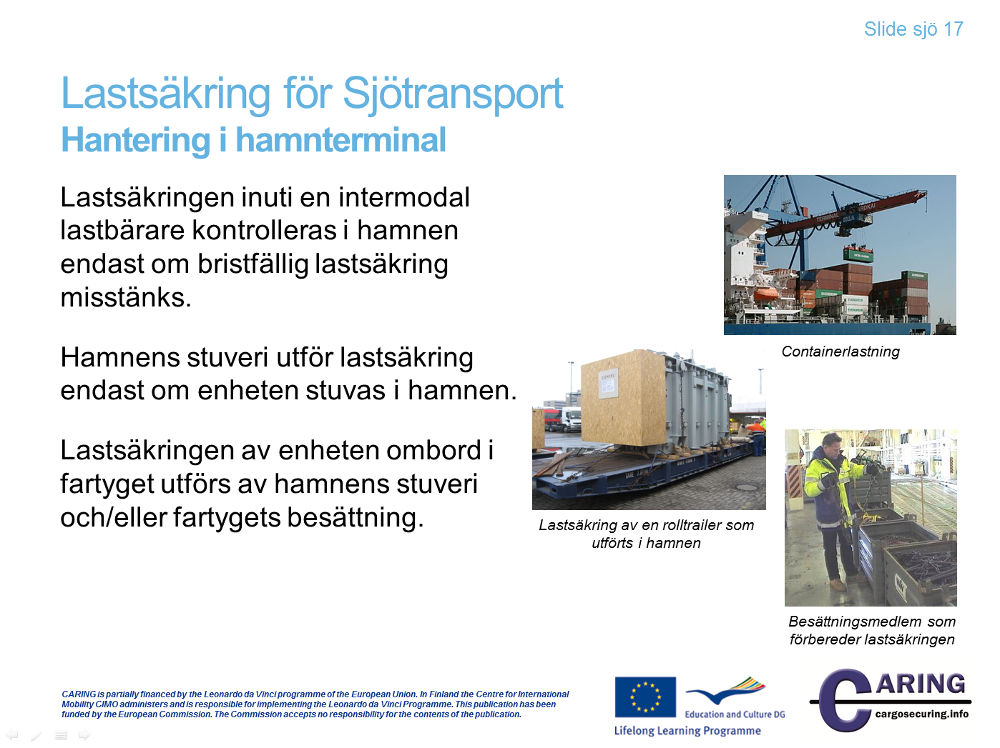 Slide sjö 17
Lastsäkring för Sjötransport
Hantering i hamnterminal
Lastsäkringen inuti en intermodal
lastbärare kontrolleras i hamnen
endast om bristfällig lastsäkring
misstänks.
Hamnens stuveri utför lastsäkring
endast om enheten stuvas i hamnen.
Lastsäkringen av enheten ombord i
fartyget utförs av hamnens stuveri
och/eller fartygets besättning.
TERMINAL
EVERGREEN
EVERGREEN
EVERGREEN
Containerlastning
SIEMENS
TARE
Lastsäkring av en rolltrailer som
utförts i hamnen
Besättningsmedlem som
förbereder lastsäkringen
CARING is partially financed by the Leonardo da Vinci programme of the European Union. In Finland the Centre for International
Mobility CIMO administers and is responsible for implementing the Leonardo da Vinci Programme. This publication has been
funded by the European Commission. The Commission accepts no responsibility for the contents of the publication.
Education and Culture DG
Lifelong Learning Programme
CARING
cargosecuring.info